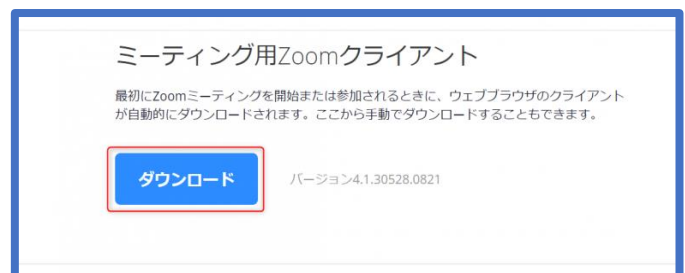 ミーティング用Zoomクライアント
最初にZoomミーティングを開始または参加されるときに、ウェブブラウザのクライアント
が自動的にダウンロードされます。ここから手動でダウンロードすることもできます。
ダウンロード
バージョン4.1.30528.0821